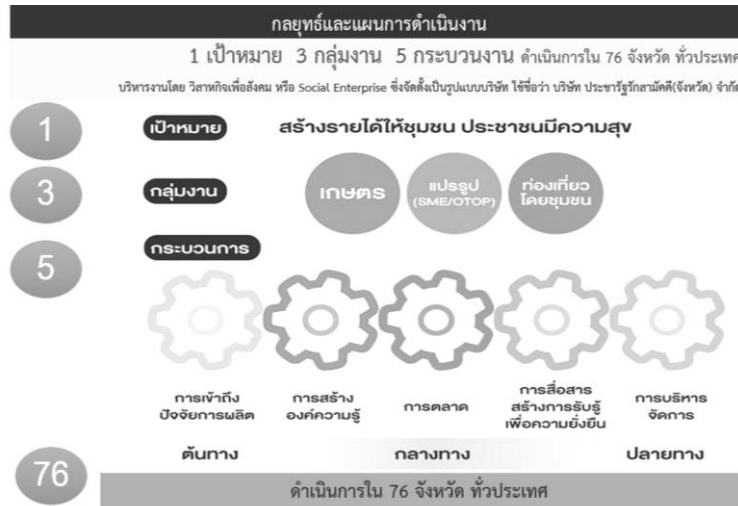 กลยุทธ์และแผนการดำเนินงาน
1 เป้าหมาย 3 กลุ่มงาน 5 กระบวนงาน ดำเนินการใน 76 จังหวัด ทั่วประเทศ
บริหารงานโดย วิสาหกิจเพื่อสังคม หรือ Social Enterprise ซึ่งจัดตั้งเป็นรูปแบบบริษัท ใช้ชื่อว่า บริษัท ประชารัฐรักสามัคคี(จังหวัด) จำกัด
1 เป้าหมาย สร้างรายได้ให้ชุมชน ประชาชนมีความสุข
3 กลุ่มงาน
เกษตร
แปรรูป
(SME/OTOP)
ท่องเที่ยว
โดยชุมชน
5 กระบวนการ
การเข้าถึง
ปัจจัยการผลิต
การสร้าง
องค์ความรู้
การตลาด
การสื่อสาร
สร้างการรับรู้
เพื่อความยั่งยืน
การบริหาร
จัดการ
ต้นทาง กลางทาง ปลายทาง
76 ดำเนินการใน 76 จังหวัด ทั่วประเทศ